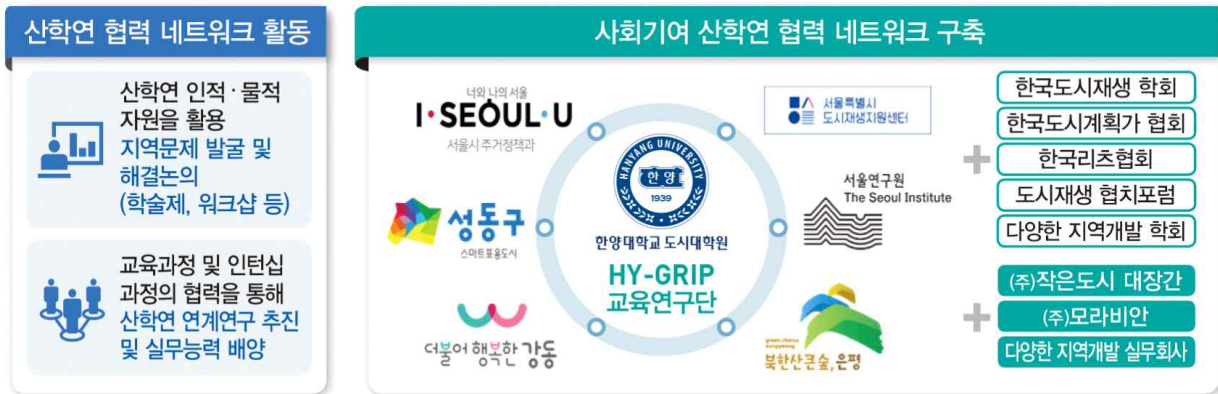 산학연 협력 네트워크 활동
산학연 인적·물적
자원을 활용
지역문제 발굴 및
해결논의
(학술제, 워크샵 등)
교육과정 및 인턴십
과정의 협력을 통해
산학연 연계연구 추진
및 실무능력 배양
사회기여 산학연 협력 네트워크 구축
너와 나의 서울
I·SEOUL·U
서울시 주거정책과
성동구
스마트포용도시
더불어 행복한 강동
HANYANG UNIVERSITY
한양
1939
한양대학교 도시대학원
HY-GRIP
교육연구단
서울특별시
도시재생지원센터
서울연구원
The Seoul Institute
북한산큰숲,은평
한국도시재생 학회
한국도시계획가 협회
한국리츠협회
도시재생 협치포럼
다양한 지역개발 학회
(주)작은도시 대장간
(주)모라비안
다양한 지역개발 실무회사